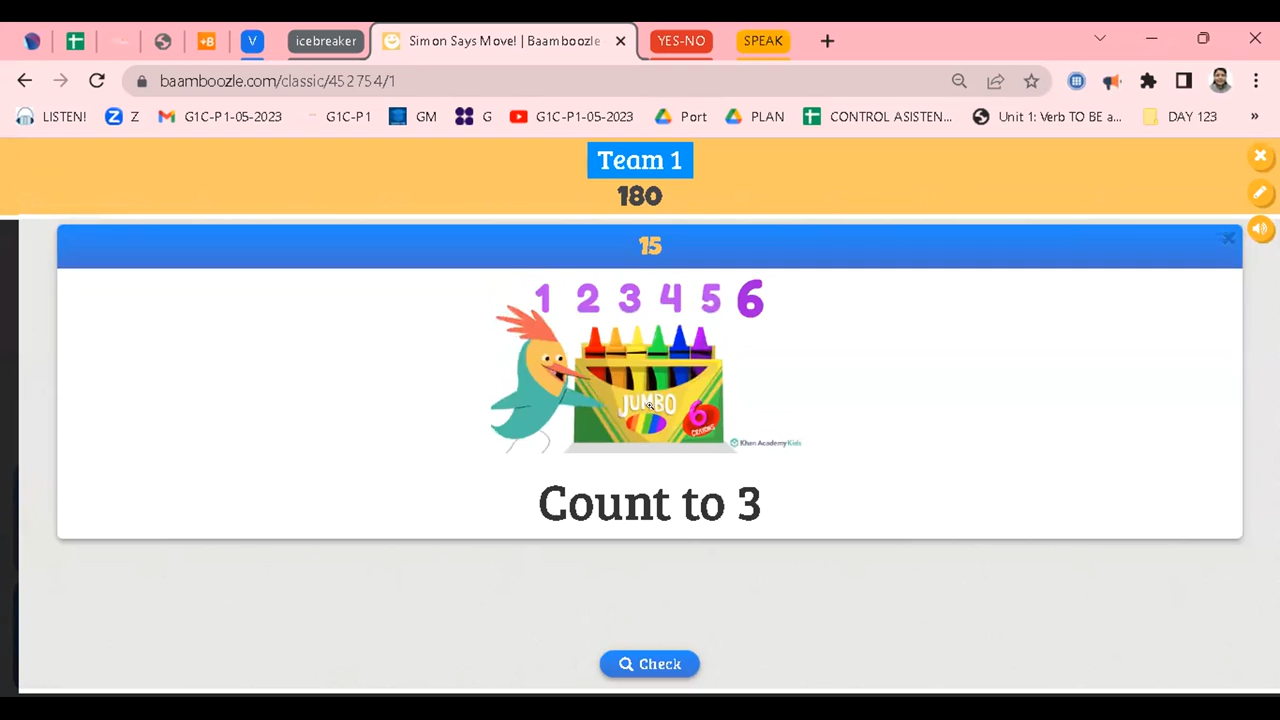 V
icebreaker
Simon Says Move! | Baamboozle
YES-NO
SPEAK
baamboozle.com/classic/452754/1
LISTEN!
Z
G1C-P1-05-2023
G1C-P1
GM
G
G1C-P1-05-2023
Port
PLAN
CONTROL ASISTEN...
Unit 1: Verb TO BE a...
DAY 123
Team 1
180
15
1 2 3 4 5 6
JUMBO
6
CRAYONS
Khan Academy Kids
Count to 3
Check